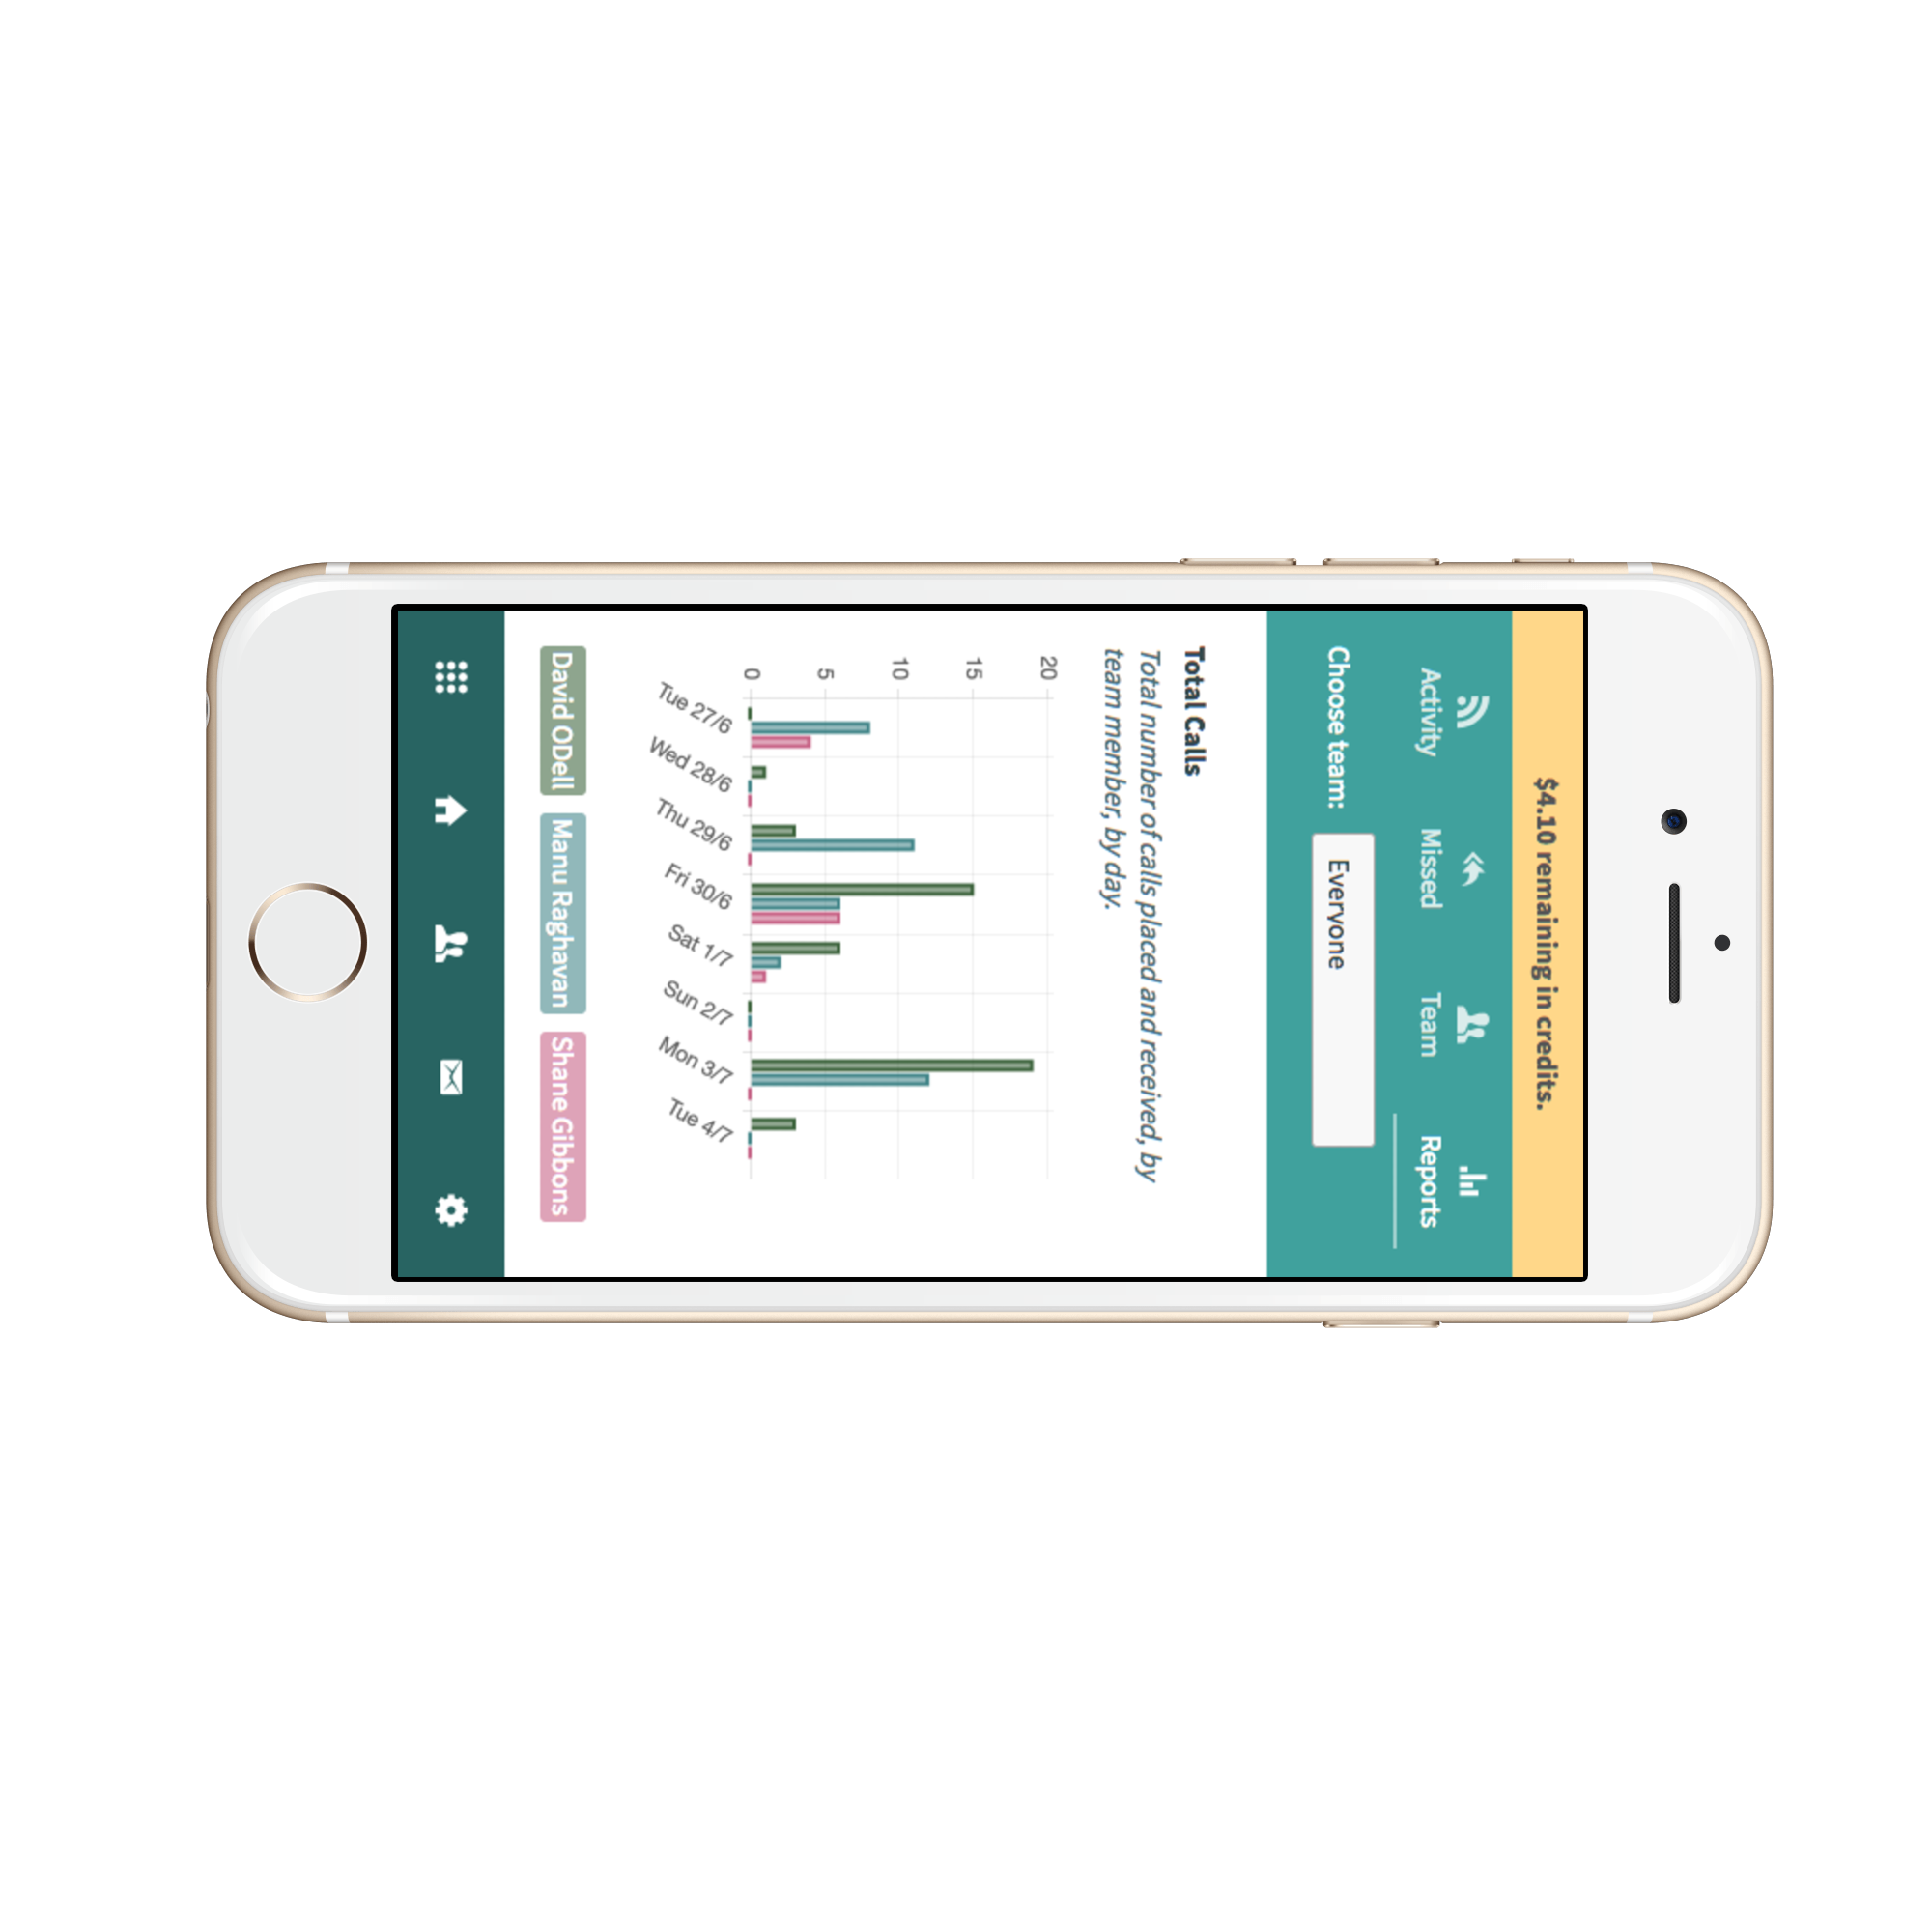 $4.10 remaining in credits.
Activity Missed Team Reports
Choose team: Everyone
Total Calls
Total number of calls placed and received, by
team member, by day.
20
15
10
5
0
Tue 27/6 Wed 28/6 Thu 29/6 Fri 30/6 Sat 1/7 Sun 2/7 Mon 3/7 Tue 4/7
David ODell Manu Raghavan Shane Gibbons